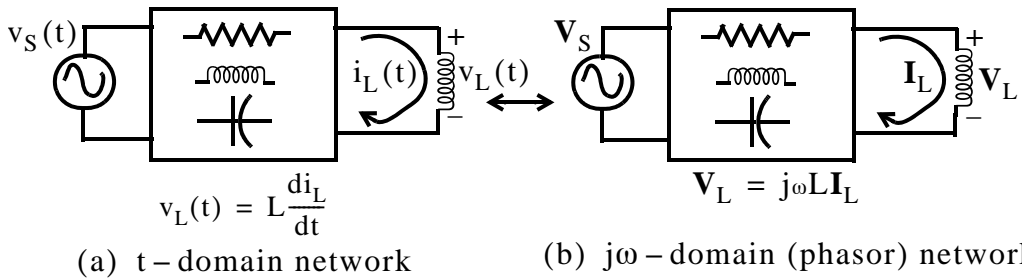 v_S(t)
i_L(t)
+
v_L(t)
−
v_L(t) = L di_L/dt
(a) t – domain network
V_S
I_L
+
V_L
−
V_L = jωLI_L
(b) jω – domain (phasor) network